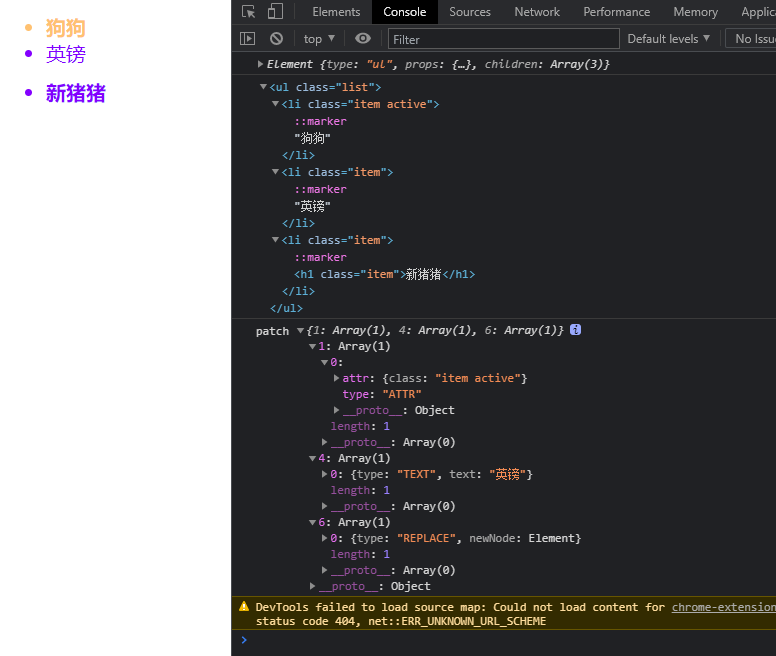 狗狗
英镑
新猪猪
Elements Console Sources Network Performance Memory Applic
top ▼ Filter Default levels ▼ No Issu
▶Element {type: "ul", props: {…}, children: Array(3)}
▼<ul class="list">
▼<li class="item active">
::marker
"狗狗"
</li>
▼<li class="item">
::marker
"英镑"
</li>
▼<li class="item">
::marker
<h1 class="item">新猪猪</h1>
</li>
</ul>
patch ▼{1: Array(1), 4: Array(1), 6: Array(1)} i
▼1: Array(1)
▼0:
▶attr: {class: "item active"}
type: "ATTR"
▶__proto__: Object
length: 1
▶__proto__: Array(0)
▼4: Array(1)
▶0: {type: "TEXT", text: "英镑"}
length: 1
▶__proto__: Array(0)
▼6: Array(1)
▶0: {type: "REPLACE", newNode: Element}
length: 1
▶__proto__: Array(0)
▶__proto__: Object
DevTools failed to load source map: Could not load content for chrome-extension
status code 404, net::ERR_UNKNOWN_URL_SCHEME
>